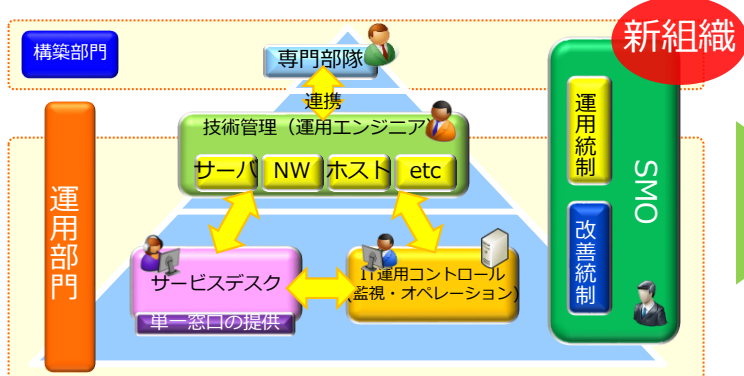 新組織
構築部門
専門部隊
連携
技術管理（運用エンジニア）
サーバ
NW
ホスト
etc
運用部門
サービスデスク
単一窓口の提供
IT運用コントロール
(監視・オペレーション)
SMO
運用統制
改善統制